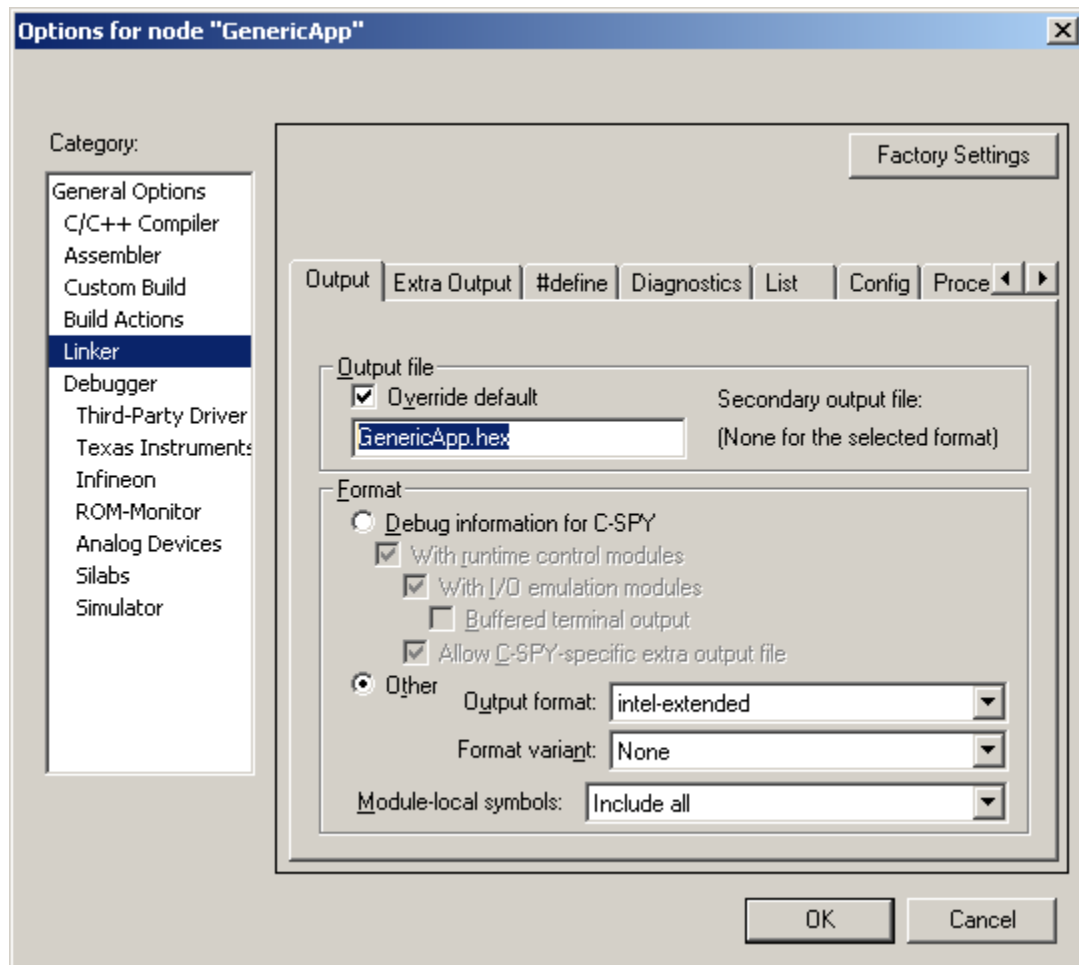 Options for node "GenericApp"
Category:
Factory Settings
General Options
C/C++ Compiler
Assembler
Custom Build
Build Actions
Linker
Debugger
Third-Party Driver
Texas Instruments
Infineon
ROM-Monitor
Analog Devices
Silabs
Simulator
Output Extra Output #define Diagnostics List Config Proce
Output file
Override default
Secondary output file:
GenericApp.hex
(None for the selected format)
Format
Debug information for C-SPY
With runtime control modules
With I/O emulation modules
Buffered terminal output
Allow C-SPY-specific extra output file
Other
Output format: intel-extended
Format variant: None
Module-local symbols: Include all
OK Cancel